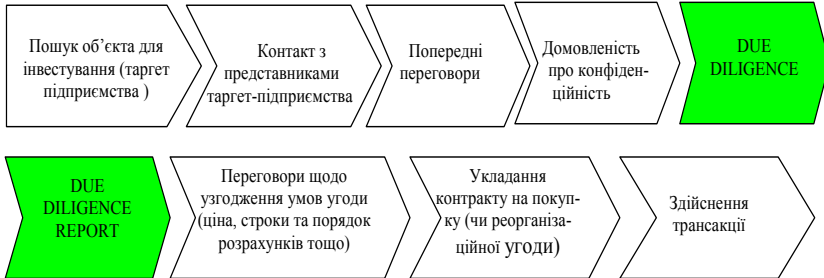 Пошук об’єкта для
інвестування (таргет
підприємства )
Контакт з
представниками
таргет-підприємства
Попередні
переговори
Домовленість
про конфіден-
ційність
DUE
DILIGENCE
DUE
DILIGENCE
REPORT
Переговори щодо
узгодження умов угоди
(ціна, строки та порядок
розрахунків тощо)
Укладання
контракту на покуп-
ку (чи реорганіза-
ційної угоди)
Здійснення
трансакції